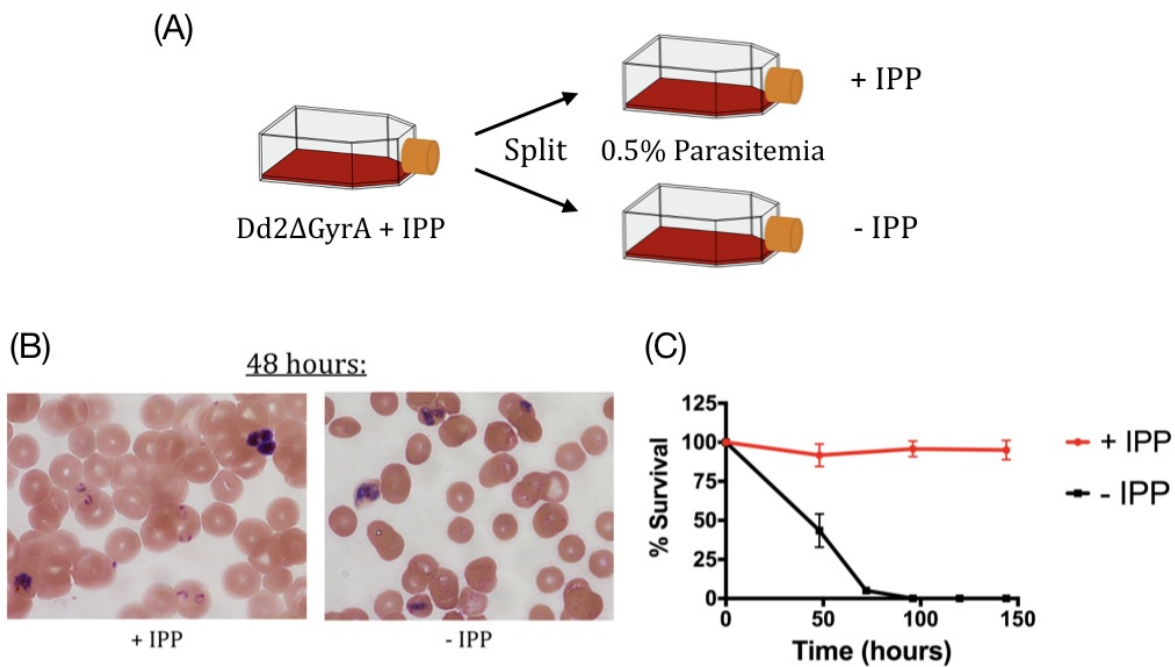 (A)
+ IPP
Split
0.5% Parasitemia
Dd2ΔGyrA + IPP
- IPP
(B)
48 hours:
+ IPP
- IPP
(C)
125
100
75
50
25
0
% Survival
0
50
100
150
Time (hours)
+ IPP
- IPP